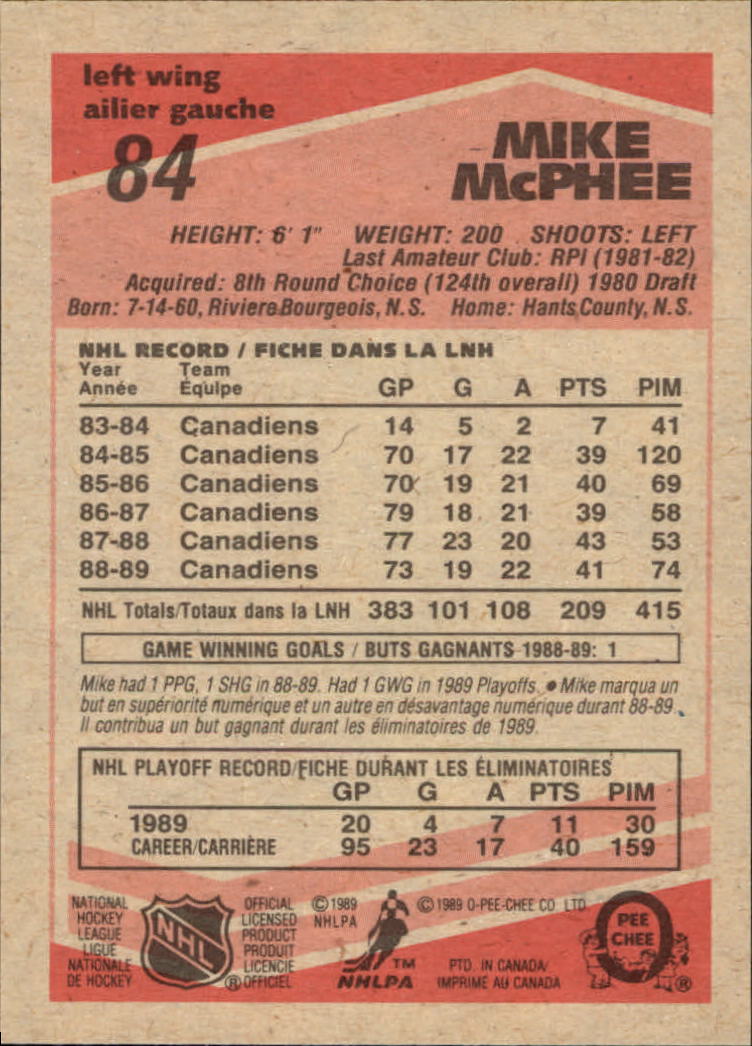 left wing
ailier gauche
84
MIKE
McPHEE
HEIGHT: 6' 1" WEIGHT: 200 SHOOTS: LEFT
Last Amateur Club: RPI (1981-82)
Acquired: 8th Round Choice (124th overall) 1980 Draft
Born: 7-14-60, Riviere Bourgeois, N.S. Home: Hants County, N.S.
NHL RECORD / FICHE DANS LA LNH
Year Team
Année Équipe GP G A PTS PIM
83-84 Canadiens 14 5 2 7 41
84-85 Canadiens 70 17 22 39 120
85-86 Canadiens 70 19 21 40 69
86-87 Canadiens 79 18 21 39 58
87-88 Canadiens 77 23 20 43 53
88-89 Canadiens 73 19 22 41 74
NHL Totals/Totaux dans la LNH 383 101 108 209 415
GAME WINNING GOALS / BUTS GAGNANTS 1988-89: 1
Mike had 1 PPG, 1 SHG in 88-89. Had 1 GWG in 1989 Playoffs. • Mike marqua un
but en supériorité numérique et un autre en désavantage numérique durant 88-89.
Il contribua un but gagnant durant les éliminatoires de 1989.
NHL PLAYOFF RECORD/FICHE DURANT LES ÉLIMINATOIRES
GP G A PTS PIM
1989 20 4 7 11 30
CAREER/CARRIÈRE 95 23 17 40 159
NATIONAL
HOCKEY
LEAGUE
LIGUE
NATIONALE
DE HOCKEY
NHL
®
OFFICIAL
LICENSED
PRODUCT
PRODUIT
LICENCIE
OFFICIEL
© 1989
NHLPA
TM
NHLPA
© 1989 O-PEE-CHEE CO. LTD.
PTD. IN CANADA/
IMPRIME AU CANADA
PEE
CHEE
®